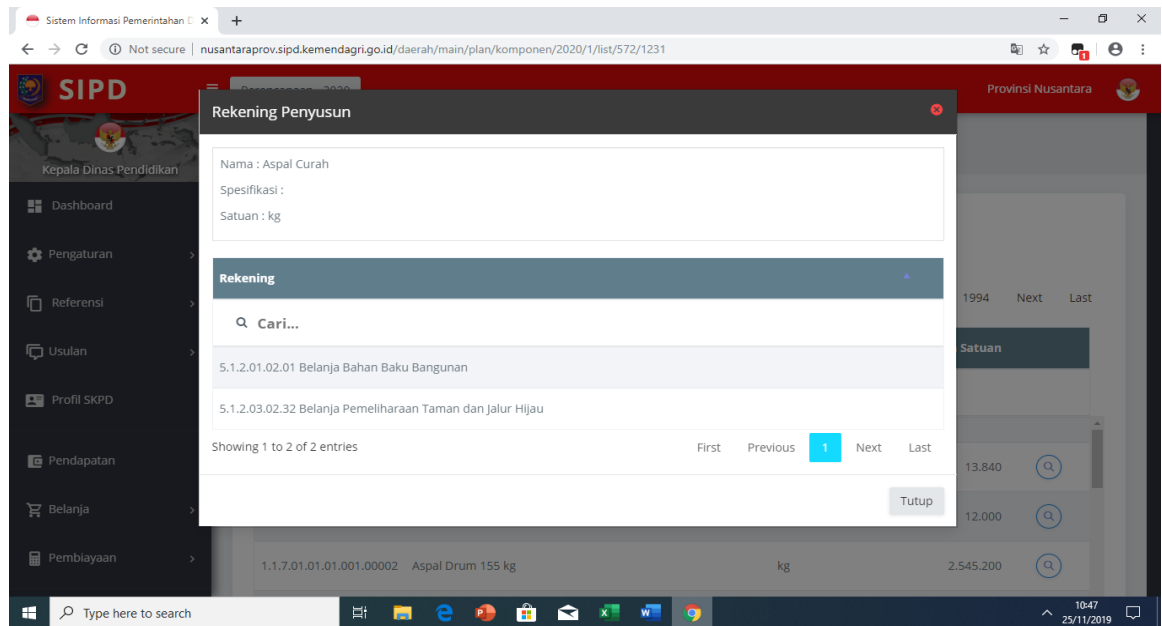 Sistem Informasi Pemerintahan D
Not secure | nusantaraprov.sipd.kemendagri.go.id/daerah/main/plan/komponen/2020/1/list/572/1231
1
SIPD
Provinsi Nusantara
Kepala Dinas Pendidikan
Dashboard
Pengaturan
Referensi
Usulan
Profil SKPD
Pendapatan
Belanja
Pembiayaan
Rekening Penyusun
Nama : Aspal Curah
Spesifikasi :
Satuan : kg
Rekening
Cari...
5.1.2.01.02.01 Belanja Bahan Baku Bangunan
5.1.2.03.02.32 Belanja Pemeliharaan Taman dan Jalur Hijau
Showing 1 to 2 of 2 entries
First Previous 1 Next Last
Tutup
1994 Next Last
Satuan
13.840
12.000
1.1.7.01.01.01.001.00002 Aspal Drum 155 kg kg 2.545.200
Type here to search
10:47
25/11/2019